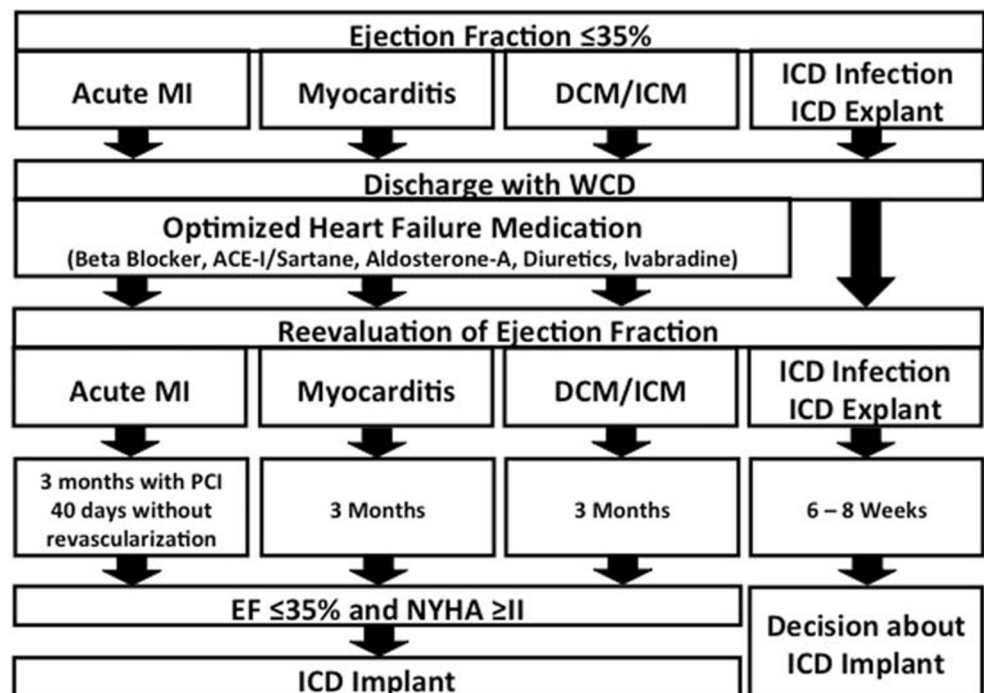 Ejection Fraction ≤35%
Acute MI
Myocarditis
DCM/ICM
ICD Infection
ICD Explant
Discharge with WCD
Optimized Heart Failure Medication
(Beta Blocker, ACE-I/Sartane, Aldosterone-A, Diuretics, Ivabradine)
Reevaluation of Ejection Fraction
Acute MI
Myocarditis
DCM/ICM
ICD Infection
ICD Explant
3 months with PCI
40 days without
revascularization
3 Months
3 Months
6 – 8 Weeks
EF ≤35% and NYHA ≥II
ICD Implant
Decision about
ICD Implant